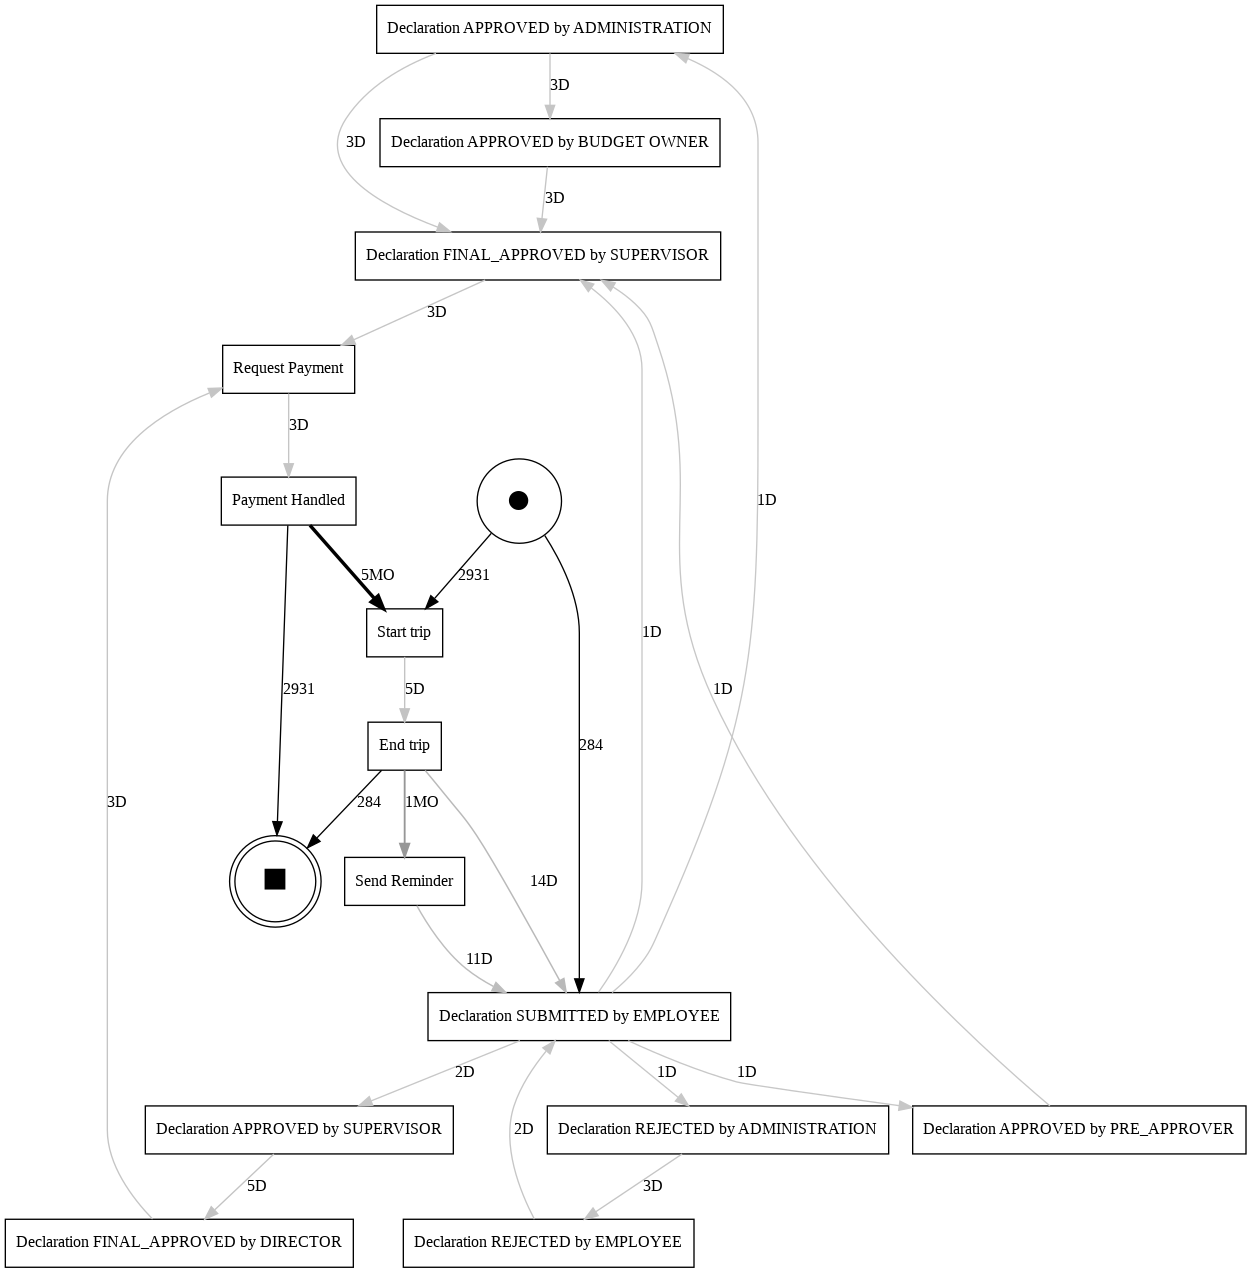 Declaration APPROVED by ADMINISTRATION
3D
Declaration APPROVED by BUDGET OWNER
3D
3D
Declaration FINAL_APPROVED by SUPERVISOR
3D
Request Payment
3D
Payment Handled
1D
5MO
2931
Start trip
1D
2931
5D
1D
End trip
284
3D
284
1MO
Send Reminder
14D
11D
Declaration SUBMITTED by EMPLOYEE
2D
1D
1D
Declaration APPROVED by SUPERVISOR
2D
Declaration REJECTED by ADMINISTRATION
Declaration APPROVED by PRE_APPROVER
5D
3D
Declaration FINAL_APPROVED by DIRECTOR
Declaration REJECTED by EMPLOYEE